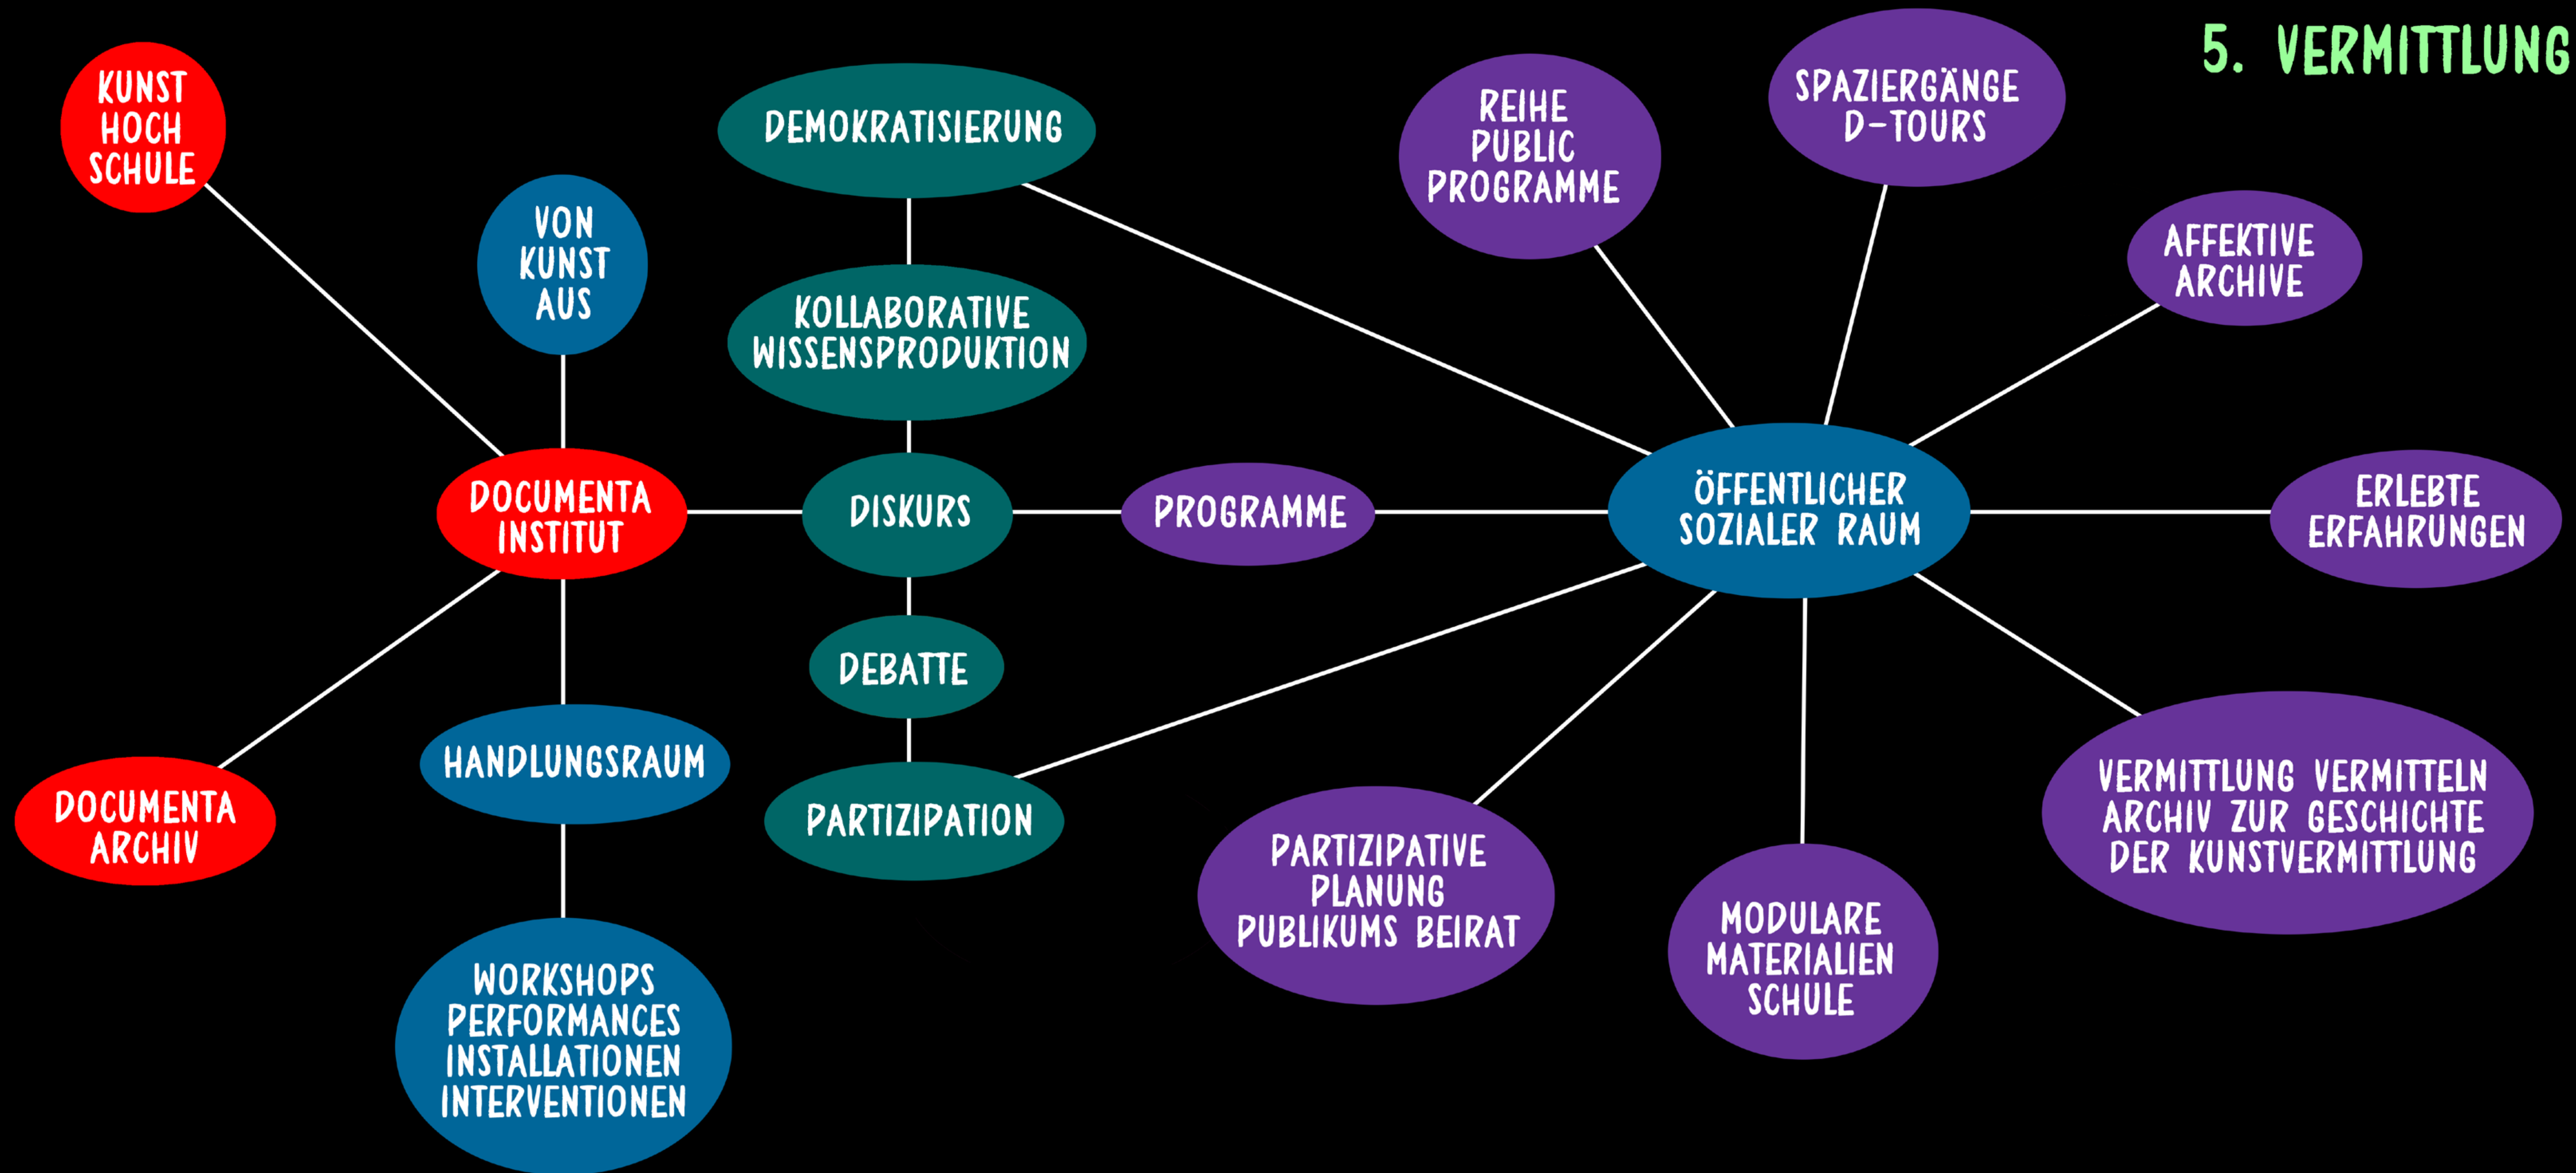 5. VERMITTLUNG
KUNST
HOCH
SCHULE
VON
KUNST
AUS
DOCUMENTA
INSTITUT
DOCUMENTA
ARCHIV
HANDLUNGSRAUM
WORKSHOPS
PERFORMANCES
INSTALLATIONEN
INTERVENTIONEN
DEMOKRATISIERUNG
KOLLABORATIVE
WISSENSPRODUKTION
DISKURS
DEBATTE
PARTIZIPATION
PROGRAMME
ÖFFENTLICHER
SOZIALER RAUM
REIHE
PUBLIC
PROGRAMME
SPAZIERGÄNGE
D-TOURS
AFFEKTIVE
ARCHIVE
ERLEBTE
ERFAHRUNGEN
VERMITTLUNG VERMITTELN
ARCHIV ZUR GESCHICHTE
DER KUNSTVERMITTLUNG
MODULARE
MATERIALIEN
SCHULE
PARTIZIPATIVE
PLANUNG
PUBLIKUMS BEIRAT